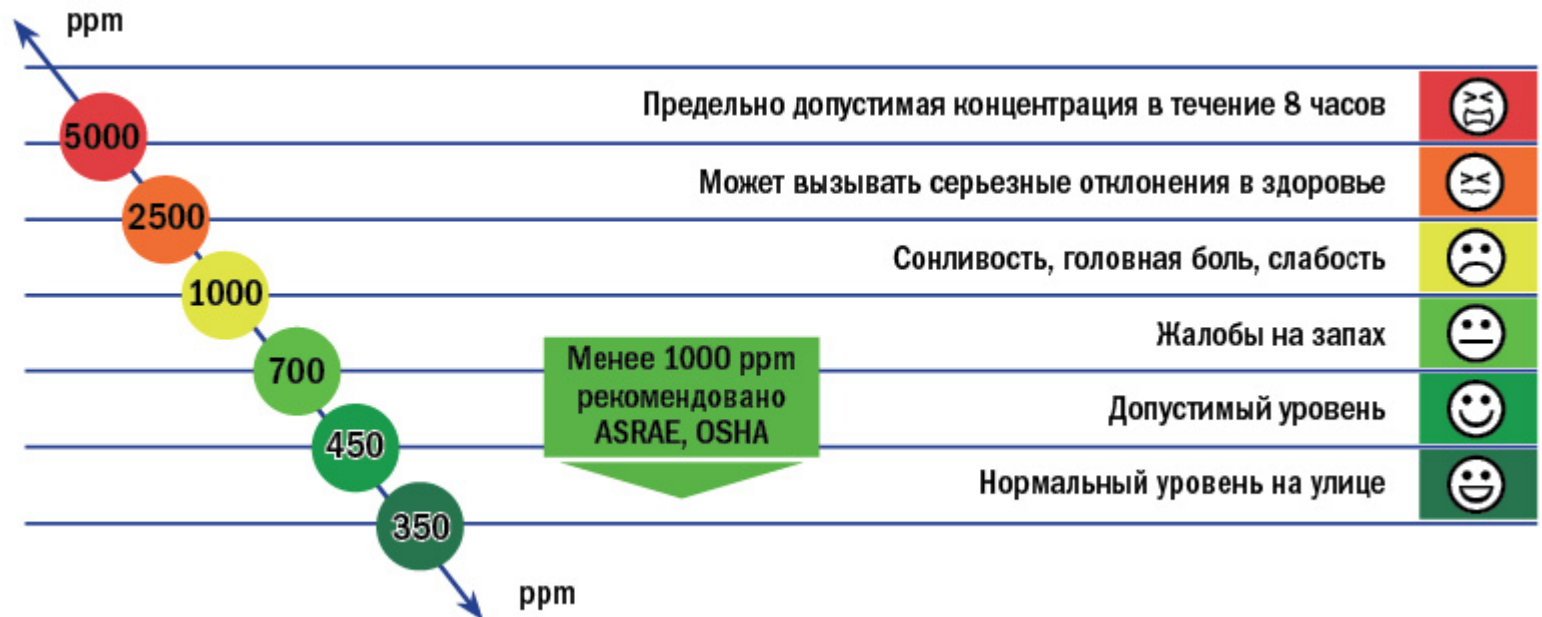 ppm
5000
Предельно допустимая концентрация в течение 8 часов
2500
Может вызывать серьезные отклонения в здоровье
1000
Сонливость, головная боль, слабость
700
Жалобы на запах
Менее 1000 ppm
рекомендовано
ASRAE, OSHA
450
Допустимый уровень
350
Нормальный уровень на улице
ppm